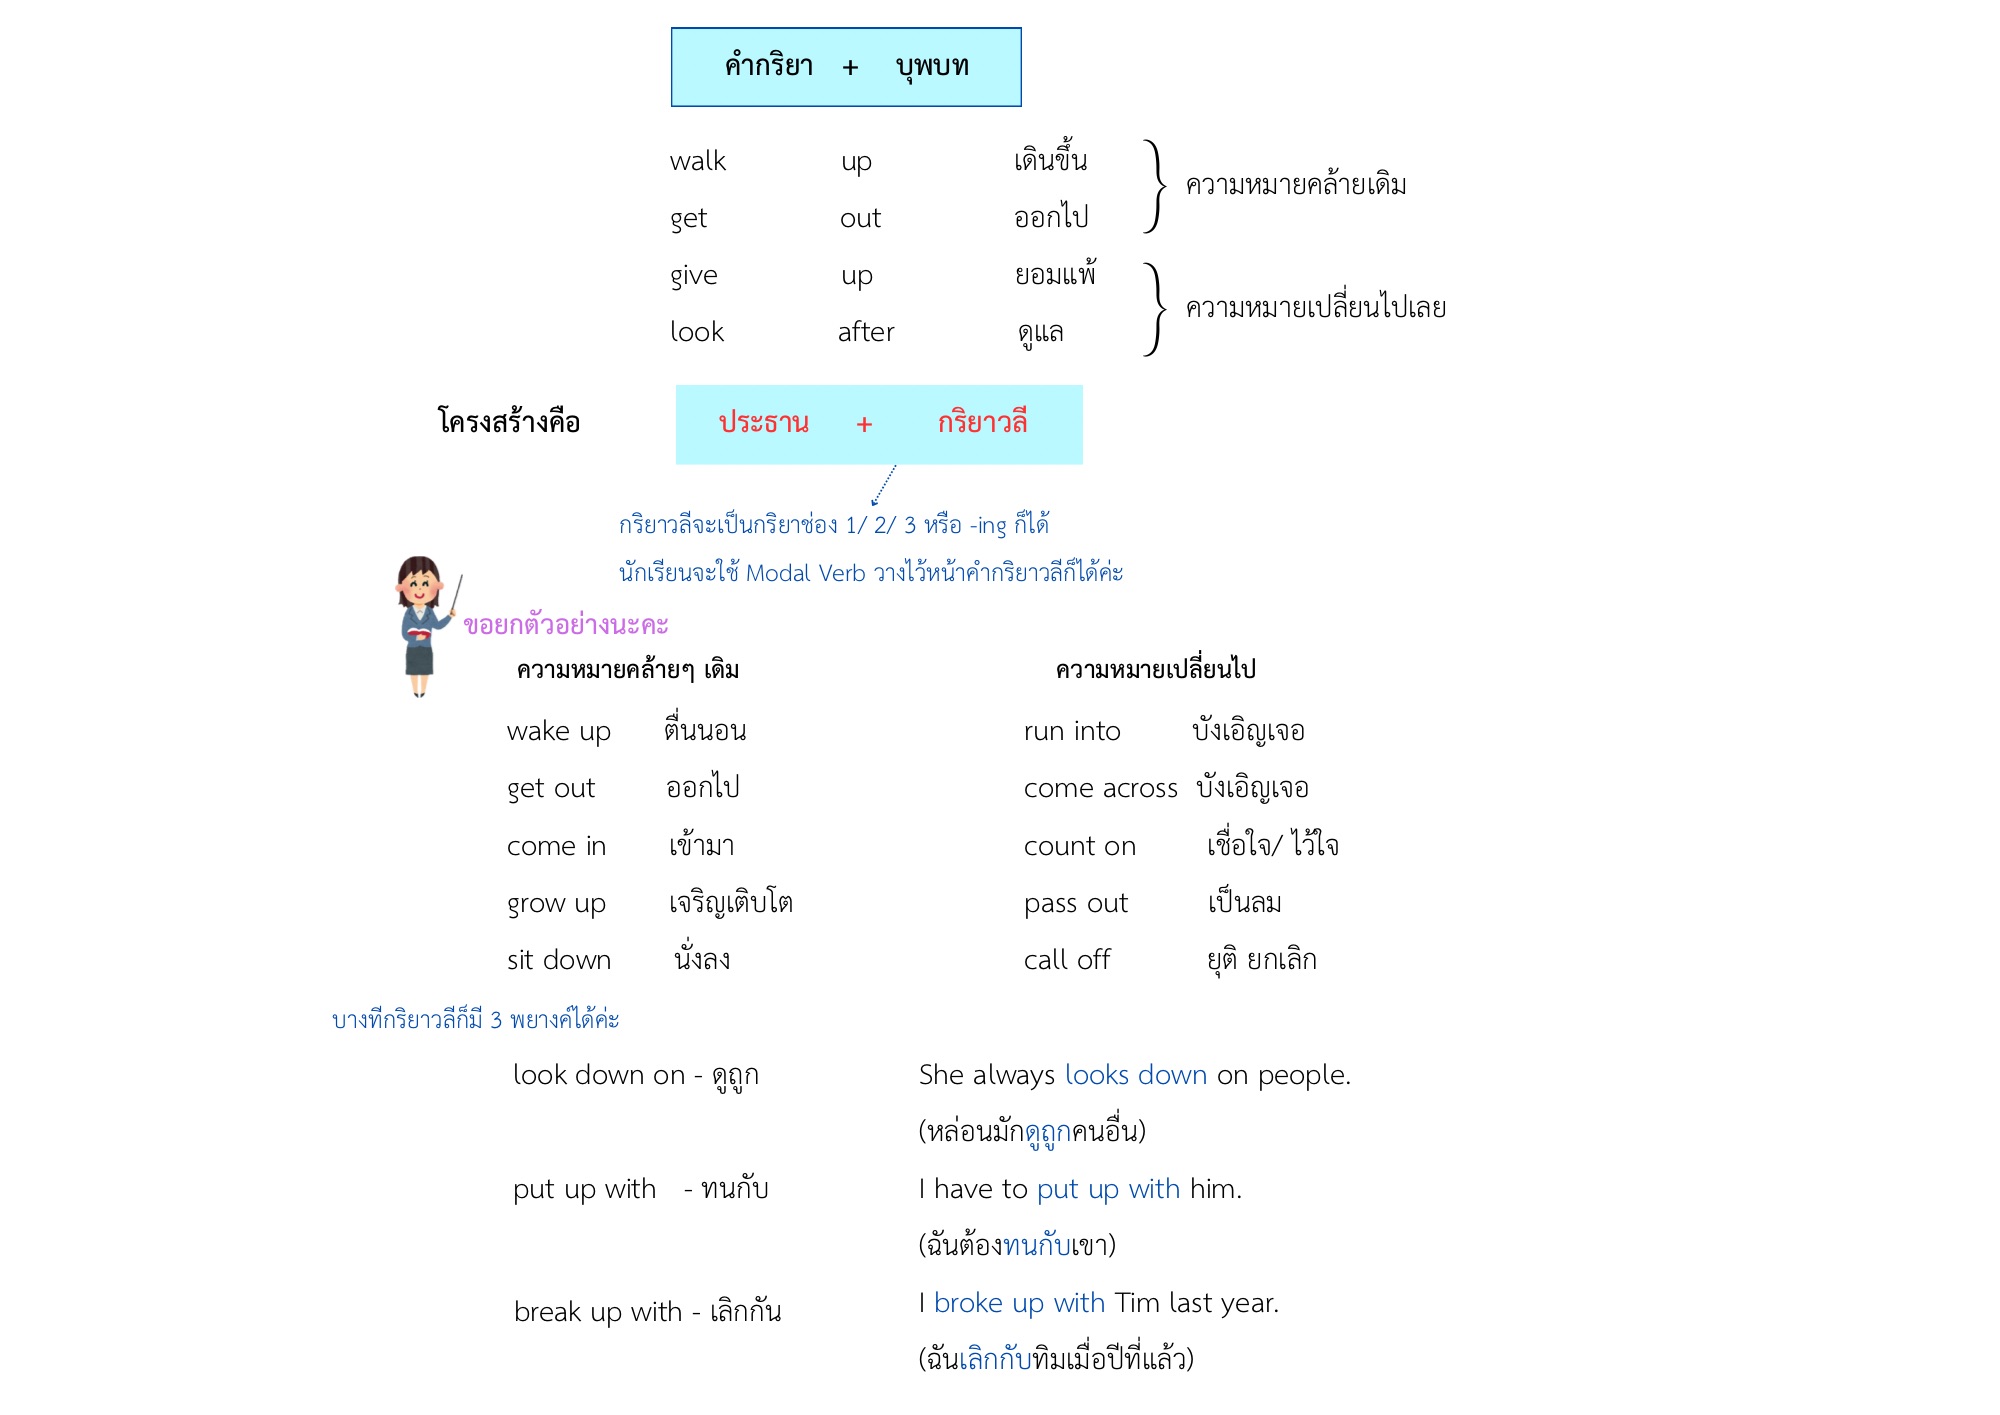 คำกริยา + บุพบท
walk up เดินขึ้น
get out ออกไป
ความหมายคล้ายเดิม
give up ยอมแพ้
look after ดูแล
ความหมายเปลี่ยนไปเลย
โครงสร้างคือ ประธาน + กริยาวลี
กริยาวลีจะเป็นกริยาช่อง 1/ 2/ 3 หรือ -ing ก็ได้
นักเรียนจะใช้ Modal Verb วางไว้หน้าคำกริยาวลีก็ได้ค่ะ
ขอยกตัวอย่างนะคะ
ความหมายคล้ายๆ เดิม ความหมายเปลี่ยนไป
wake up ตื่นนอน run into บังเอิญเจอ
get out ออกไป come across บังเอิญเจอ
come in เข้ามา count on เชื่อใจ/ ไว้ใจ
grow up เจริญเติบโต pass out เป็นลม
sit down นั่งลง call off ยุติ ยกเลิก
บางทีกริยาวลีก็มี 3 พยางค์ได้ค่ะ
look down on - ดูถูก She always looks down on people.
(หล่อนมักดูถูกคนอื่น)
put up with - ทนกับ I have to put up with him.
(ฉันต้องทนกับเขา)
break up with - เลิกกัน I broke up with Tim last year.
(ฉันเลิกกับทิมเมื่อปีที่แล้ว)